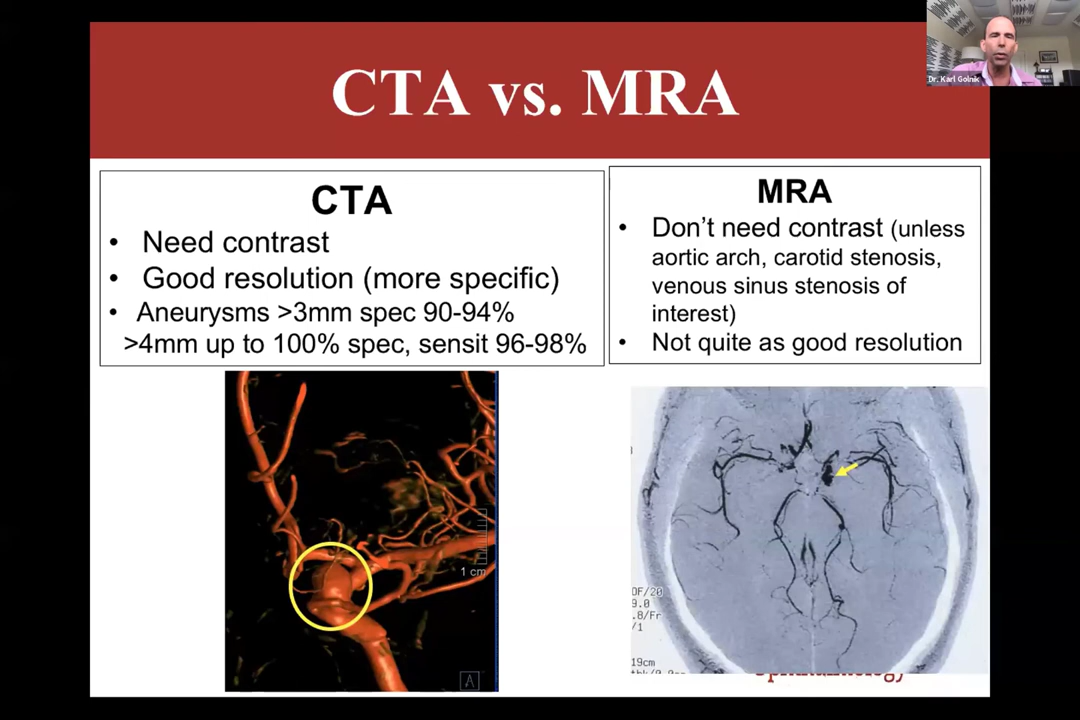 CTA vs. MRA
Dr. Karl Golnik
CTA
• Need contrast
• Good resolution (more specific)
• Aneurysms >3mm spec 90-94%
>4mm up to 100% spec, sensit 96-98%
MRA
• Don’t need contrast (unless
aortic arch, carotid stenosis,
venous sinus stenosis of
interest)
• Not quite as good resolution
1 cm
A
OF/20
9.0
.8/Fr
/1
19cm
Ophthalmology